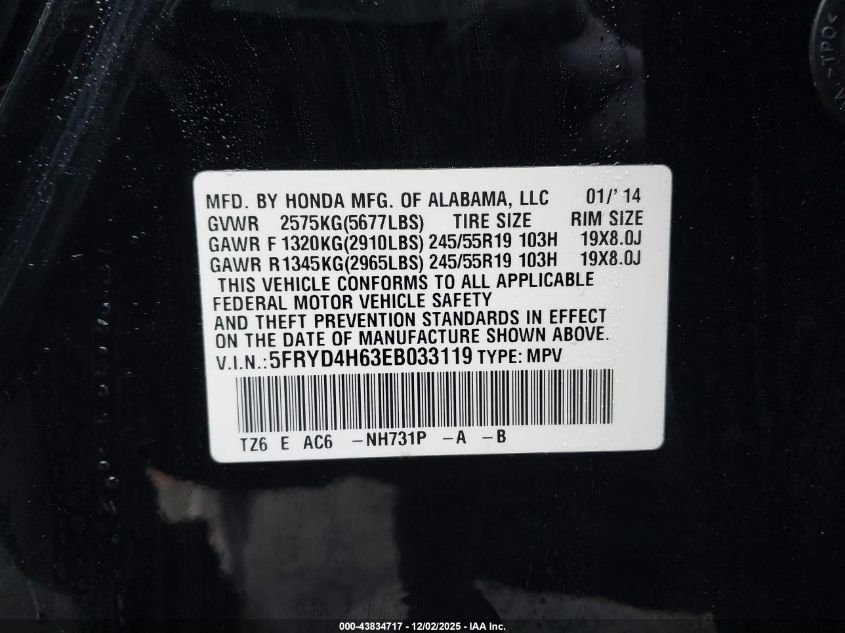 >TPO<
MFD. BY HONDA MFG. OF ALABAMA, LLC 01/'14
GVWR 2575KG(5677LBS) TIRE SIZE RIM SIZE
GAWR F 1320KG(2910LBS) 245/55R19 103H 19X8.0J
GAWR R 1345KG(2965LBS) 245/55R19 103H 19X8.0J
THIS VEHICLE CONFORMS TO ALL APPLICABLE
FEDERAL MOTOR VEHICLE SAFETY
AND THEFT PREVENTION STANDARDS IN EFFECT
ON THE DATE OF MANUFACTURE SHOWN ABOVE.
V.I.N.:5FRYD4H63EB033119 TYPE: MPV
TZ6 E AC6 -NH731P -A -B
000-43834717 - 12/02/2025 - IAA Inc.